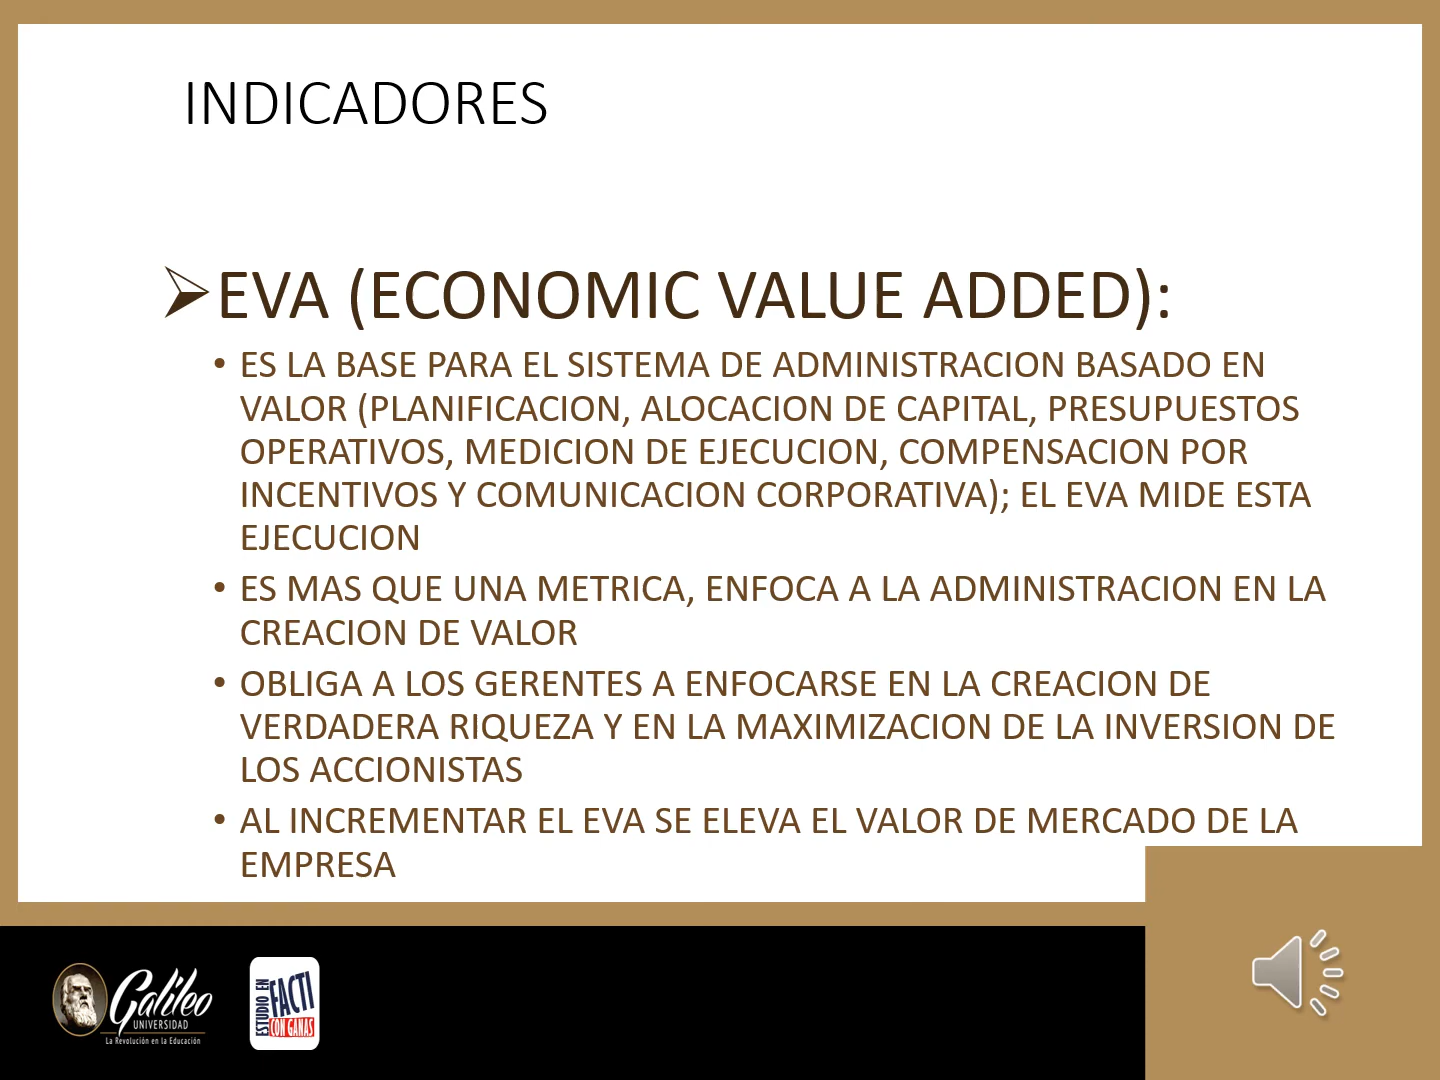 INDICADORES
➢EVA (ECONOMIC VALUE ADDED):
• ES LA BASE PARA EL SISTEMA DE ADMINISTRACION BASADO EN
VALOR (PLANIFICACION, ALOCACION DE CAPITAL, PRESUPUESTOS
OPERATIVOS, MEDICION DE EJECUCION, COMPENSACION POR
INCENTIVOS Y COMUNICACION CORPORATIVA); EL EVA MIDE ESTA
EJECUCION
• ES MAS QUE UNA METRICA, ENFOCA A LA ADMINISTRACION EN LA
CREACION DE VALOR
• OBLIGA A LOS GERENTES A ENFOCARSE EN LA CREACION DE
VERDADERA RIQUEZA Y EN LA MAXIMIZACION DE LA INVERSION DE
LOS ACCIONISTAS
• AL INCREMENTAR EL EVA SE ELEVA EL VALOR DE MERCADO DE LA
EMPRESA
Galileo
UNIVERSIDAD
La Revolución en la Educación
ESTUDIO EN
FACTI
CON GANAS